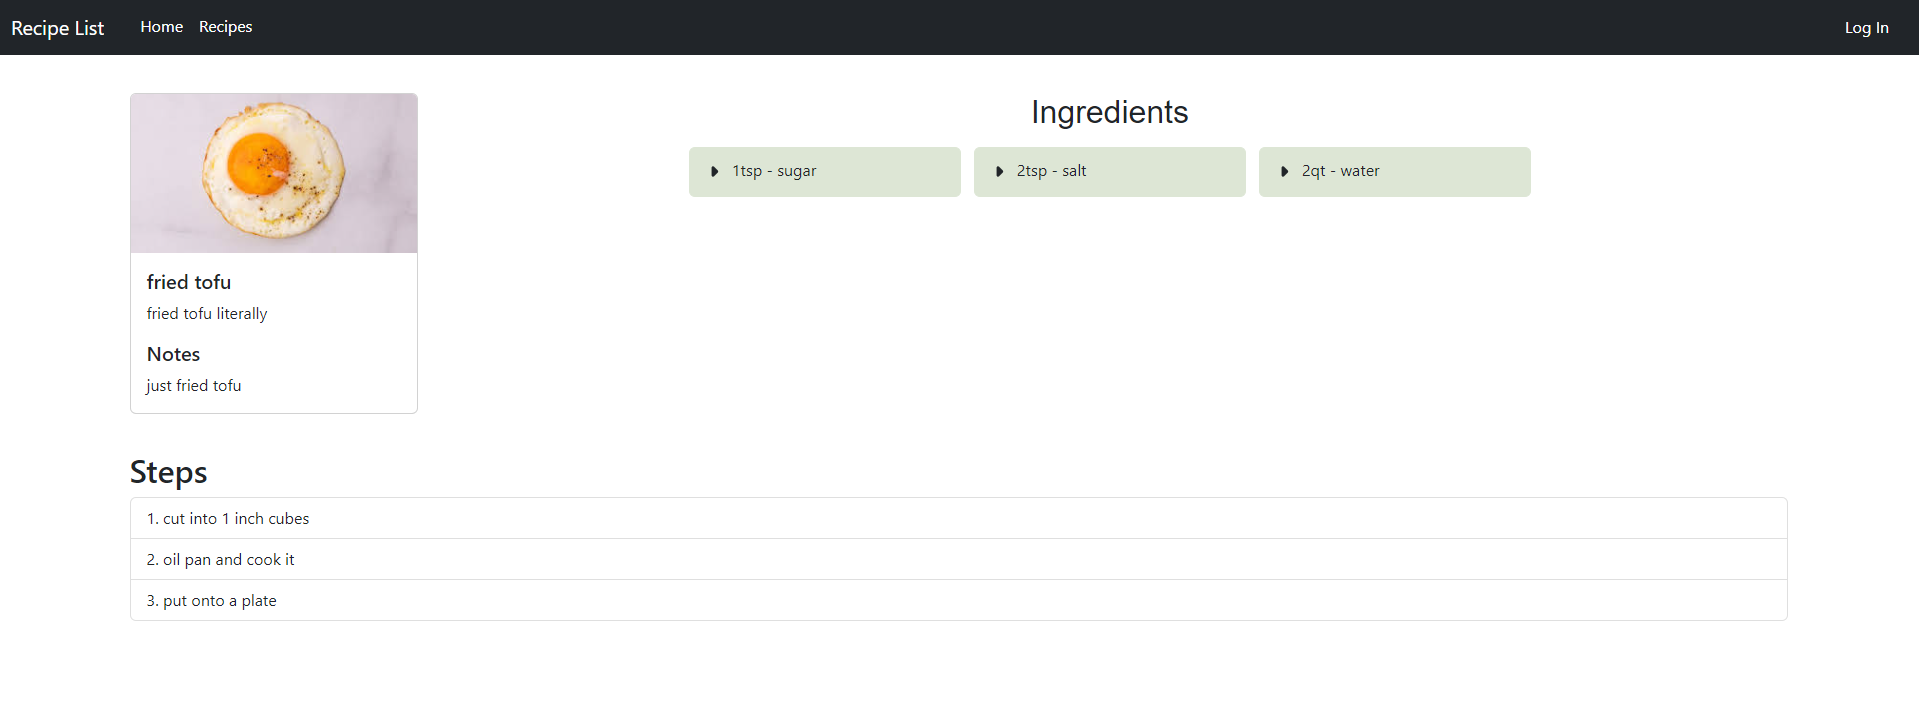 Recipe List Home Recipes Log In
fried tofu
fried tofu literally
Notes
just fried tofu
Ingredients
1tsp - sugar 2tsp - salt 2qt - water
Steps
1. cut into 1 inch cubes
2. oil pan and cook it
3. put onto a plate